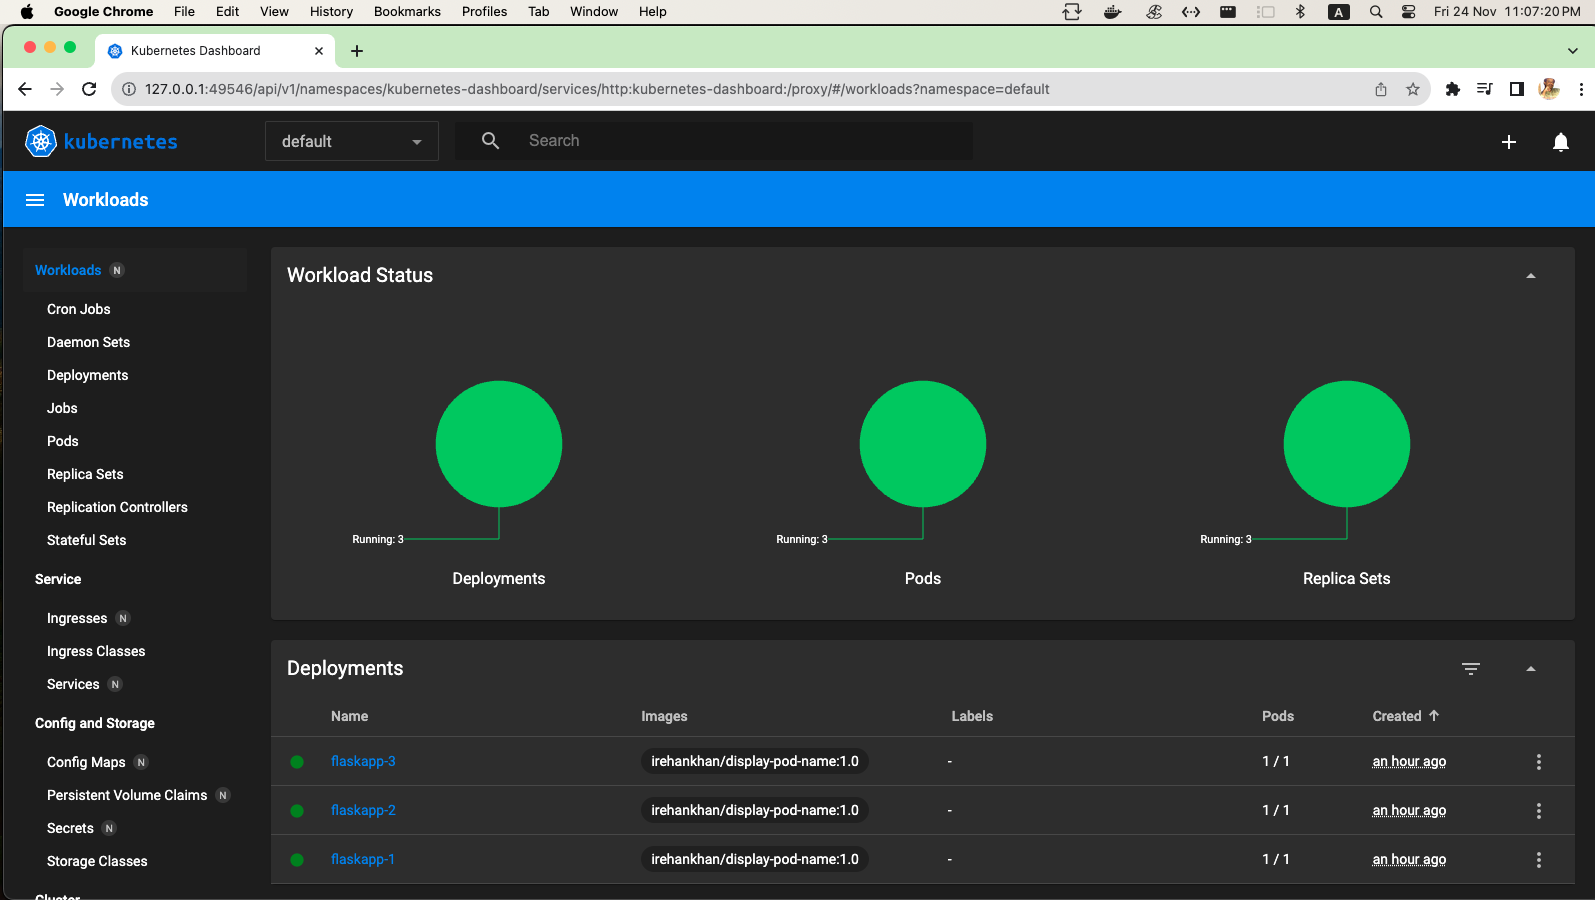 Google Chrome File Edit View History Bookmarks Profiles Tab Window Help A Fri 24 Nov 11:07:20 PM
Kubernetes Dashboard
127.0.0.1:49546/api/v1/namespaces/kubernetes-dashboard/services/http:kubernetes-dashboard:/proxy/#/workloads?namespace=default
kubernetes default Search
Workloads
Workloads N
Cron Jobs
Daemon Sets
Deployments
Jobs
Pods
Replica Sets
Replication Controllers
Stateful Sets
Service
Ingresses N
Ingress Classes
Services N
Config and Storage
Config Maps N
Persistent Volume Claims N
Secrets N
Storage Classes
Cluster
Workload Status
Running: 3 Running: 3 Running: 3
Deployments Pods Replica Sets
Deployments
Name Images Labels Pods Created
flaskapp-3 irehankhan/display-pod-name:1.0 - 1 / 1 an hour ago
flaskapp-2 irehankhan/display-pod-name:1.0 - 1 / 1 an hour ago
flaskapp-1 irehankhan/display-pod-name:1.0 - 1 / 1 an hour ago